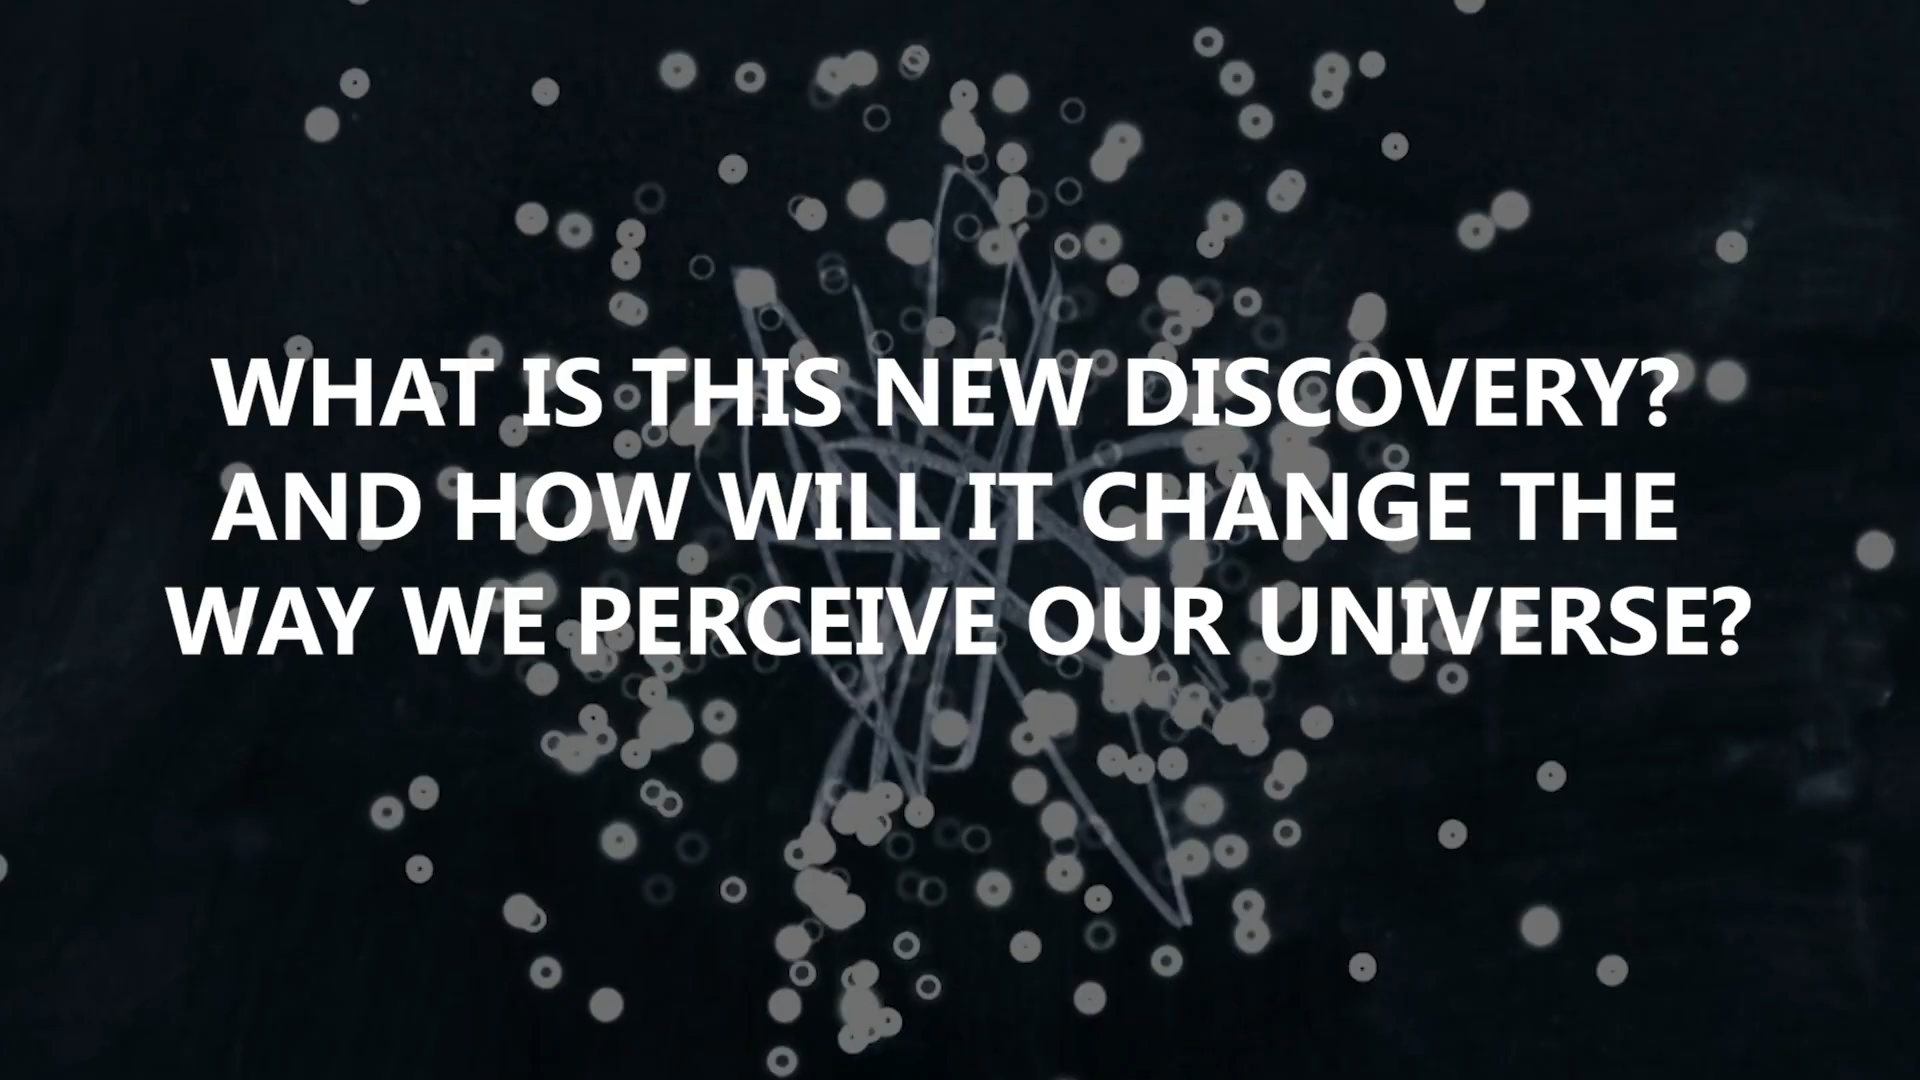 WHAT IS THIS NEW DISCOVERY?
AND HOW WILL IT CHANGE THE
WAY WE PERCEIVE OUR UNIVERSE?